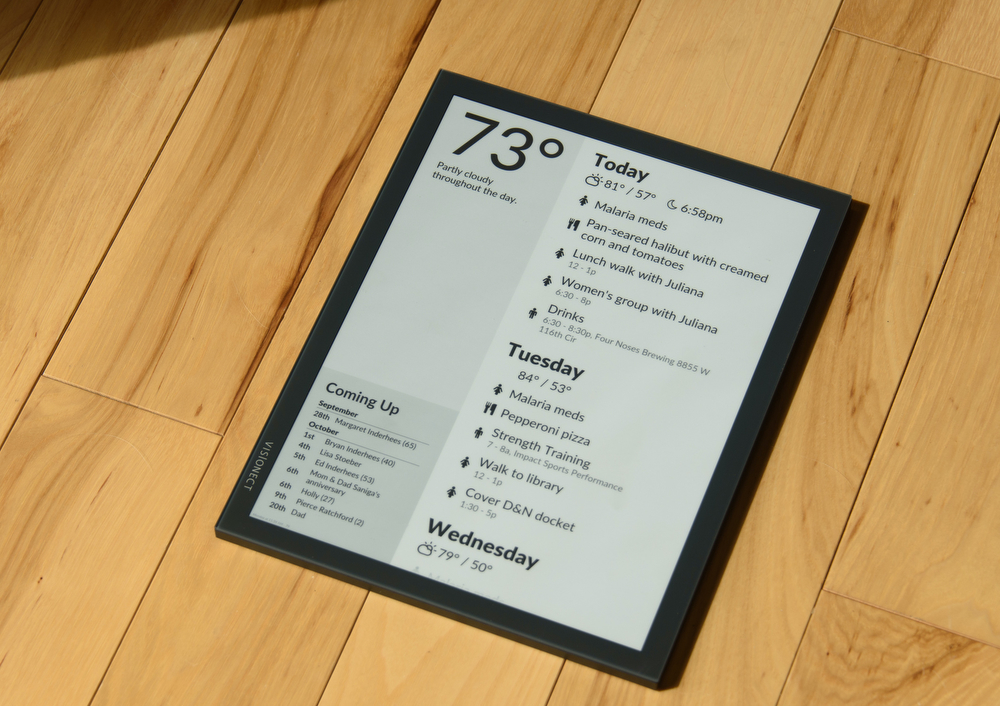 73°
Partly cloudy
throughout the day.
Today
81° / 57° 6:58pm
Malaria meds
Pan-seared halibut with creamed
corn and tomatoes
Lunch walk with Juliana
12 - 1p
Women's group with Juliana
6:30 - 8p
Drinks
6:30 - 8:30p, Four Noses Brewing 8855 W
116th Cir
Tuesday
84° / 53°
Malaria meds
Pepperoni pizza
Strength Training
7 - 8a, Impact Sports Performance
Walk to library
12 - 1p
Cover D&N docket
1:30 - 5p
Wednesday
79° / 50°
Coming Up
September
28th Margaret Inderhees (65)
October
1st Bryan Inderhees (40)
4th Lisa Stoeber
5th Ed Inderhees (53)
6th Mom & Dad Saniga's
anniversary
6th Holly (27)
9th Pierce Ratchford (2)
20th Dad
VISIONECT